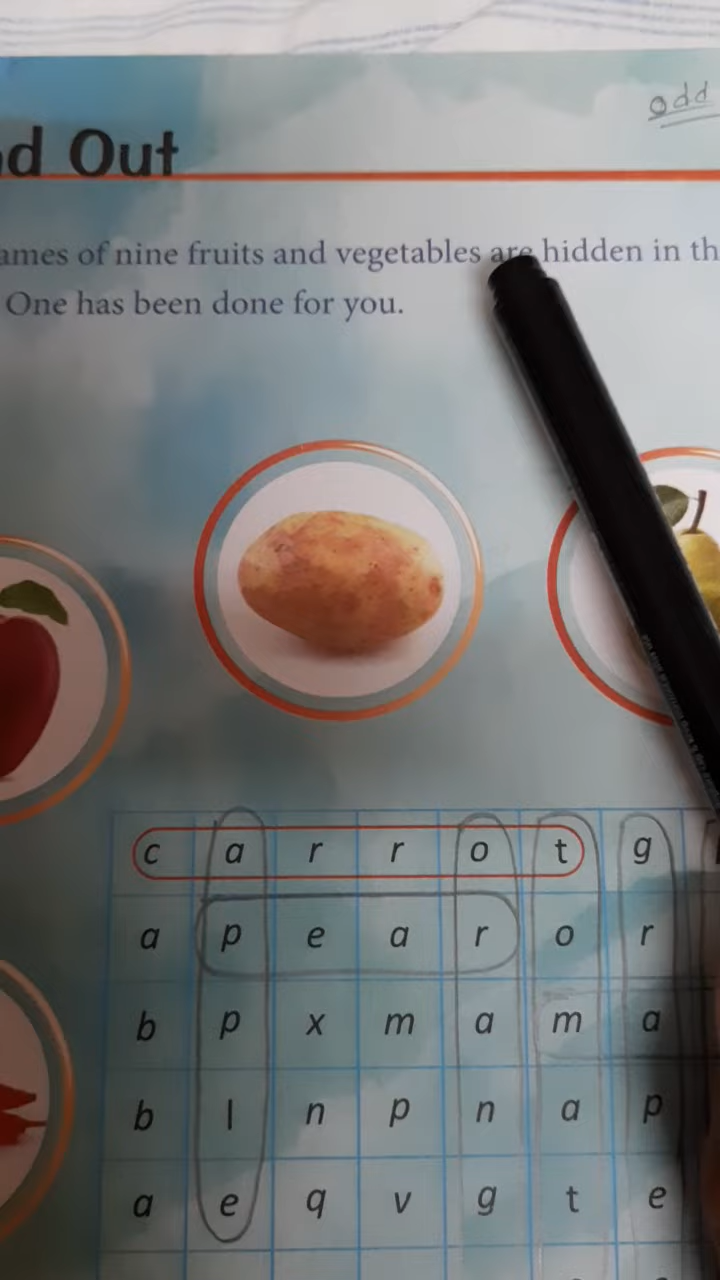 odd
d Out
ames of nine fruits and vegetables are hidden in th
One has been done for you.
c a r r o t g
a p e a r o r
b p x m a m a
b l n p n a p
a e q v g t e